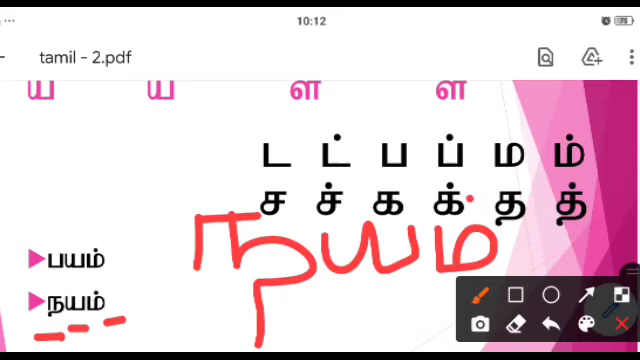 10:12
tamil - 2.pdf
ய ய ள ள
ட ட் ப ப் ம ம்
ச ச் க க் த த்
நயம்
பயம்
நயம்